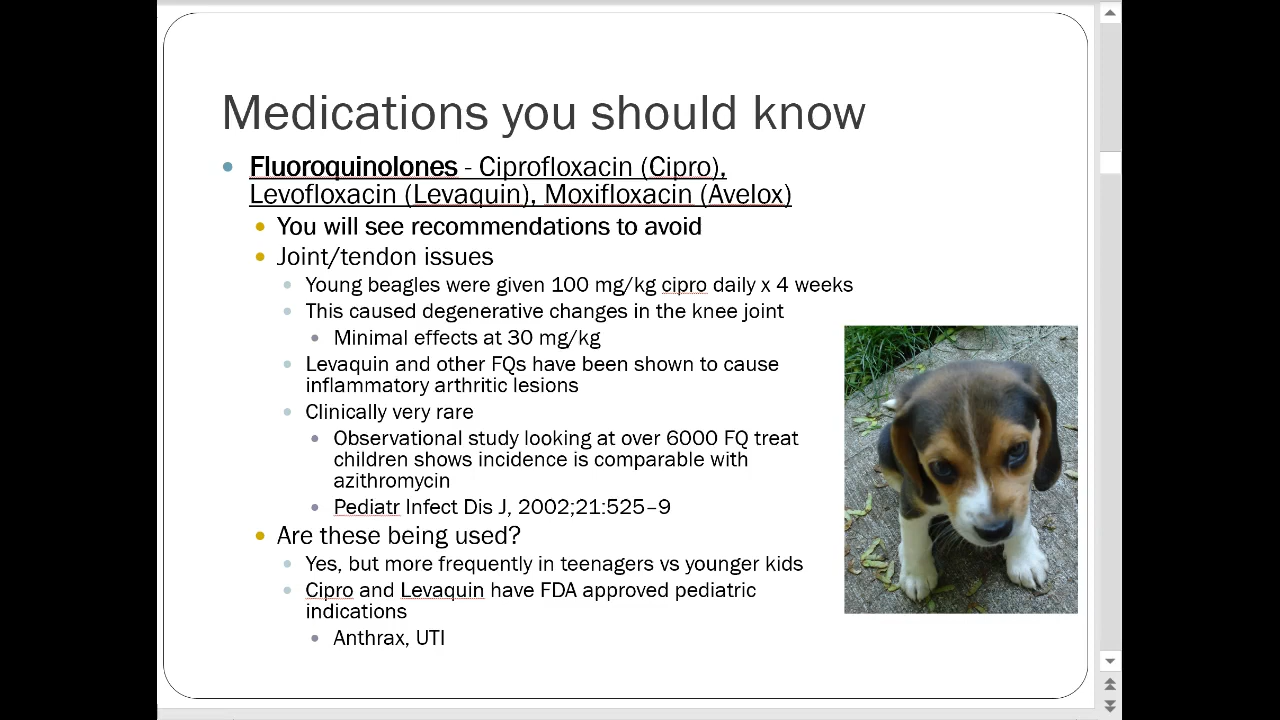 Medications you should know
Fluoroquinolones - Ciprofloxacin (Cipro),
Levofloxacin (Levaquin), Moxifloxacin (Avelox)
You will see recommendations to avoid
Joint/tendon issues
Young beagles were given 100 mg/kg cipro daily x 4 weeks
This caused degenerative changes in the knee joint
Minimal effects at 30 mg/kg
Levaquin and other FQs have been shown to cause
inflammatory arthritic lesions
Clinically very rare
Observational study looking at over 6000 FQ treat
children shows incidence is comparable with
azithromycin
Pediatr Infect Dis J, 2002;21:525–9
Are these being used?
Yes, but more frequently in teenagers vs younger kids
Cipro and Levaquin have FDA approved pediatric
indications
Anthrax, UTI